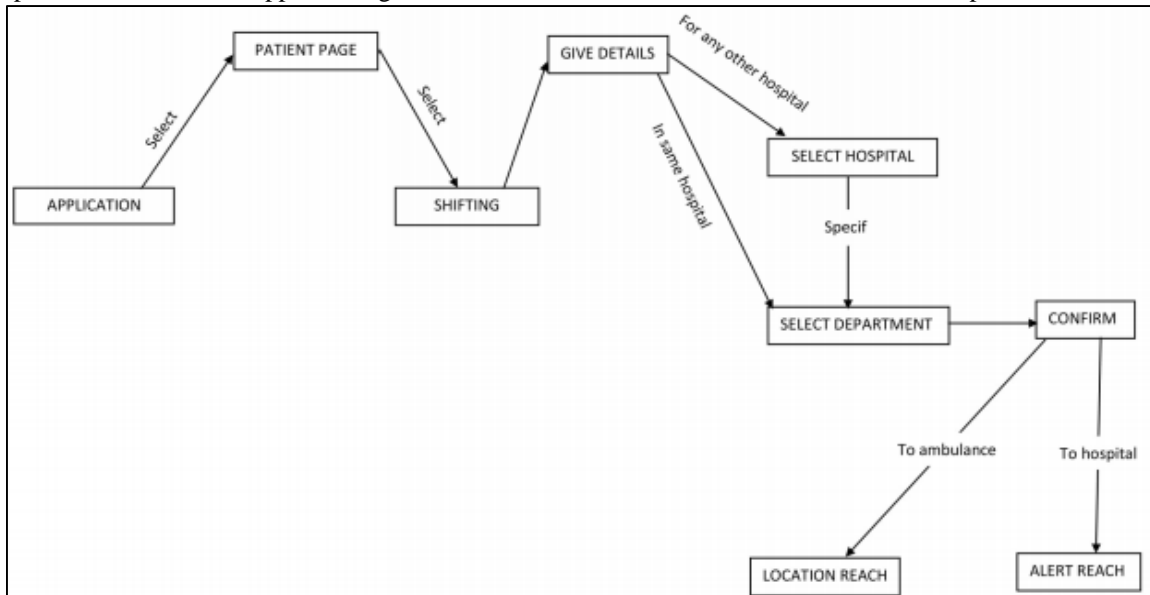 PATIENT PAGE
GIVE DETAILS
For any other hospital
Select
Select
In same hospital
SELECT HOSPITAL
APPLICATION
SHIFTING
Specif
SELECT DEPARTMENT
CONFIRM
To ambulance
To hospital
LOCATION REACH
ALERT REACH